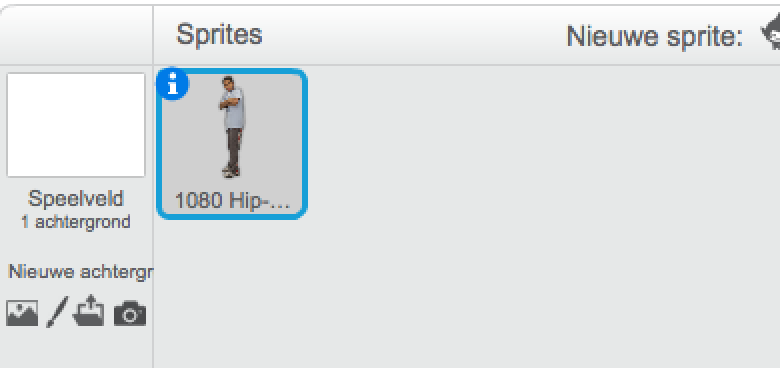 Sprites
Nieuwe sprite:
1080 Hip-...
Speelveld
1 achtergrond
Nieuwe achtergr